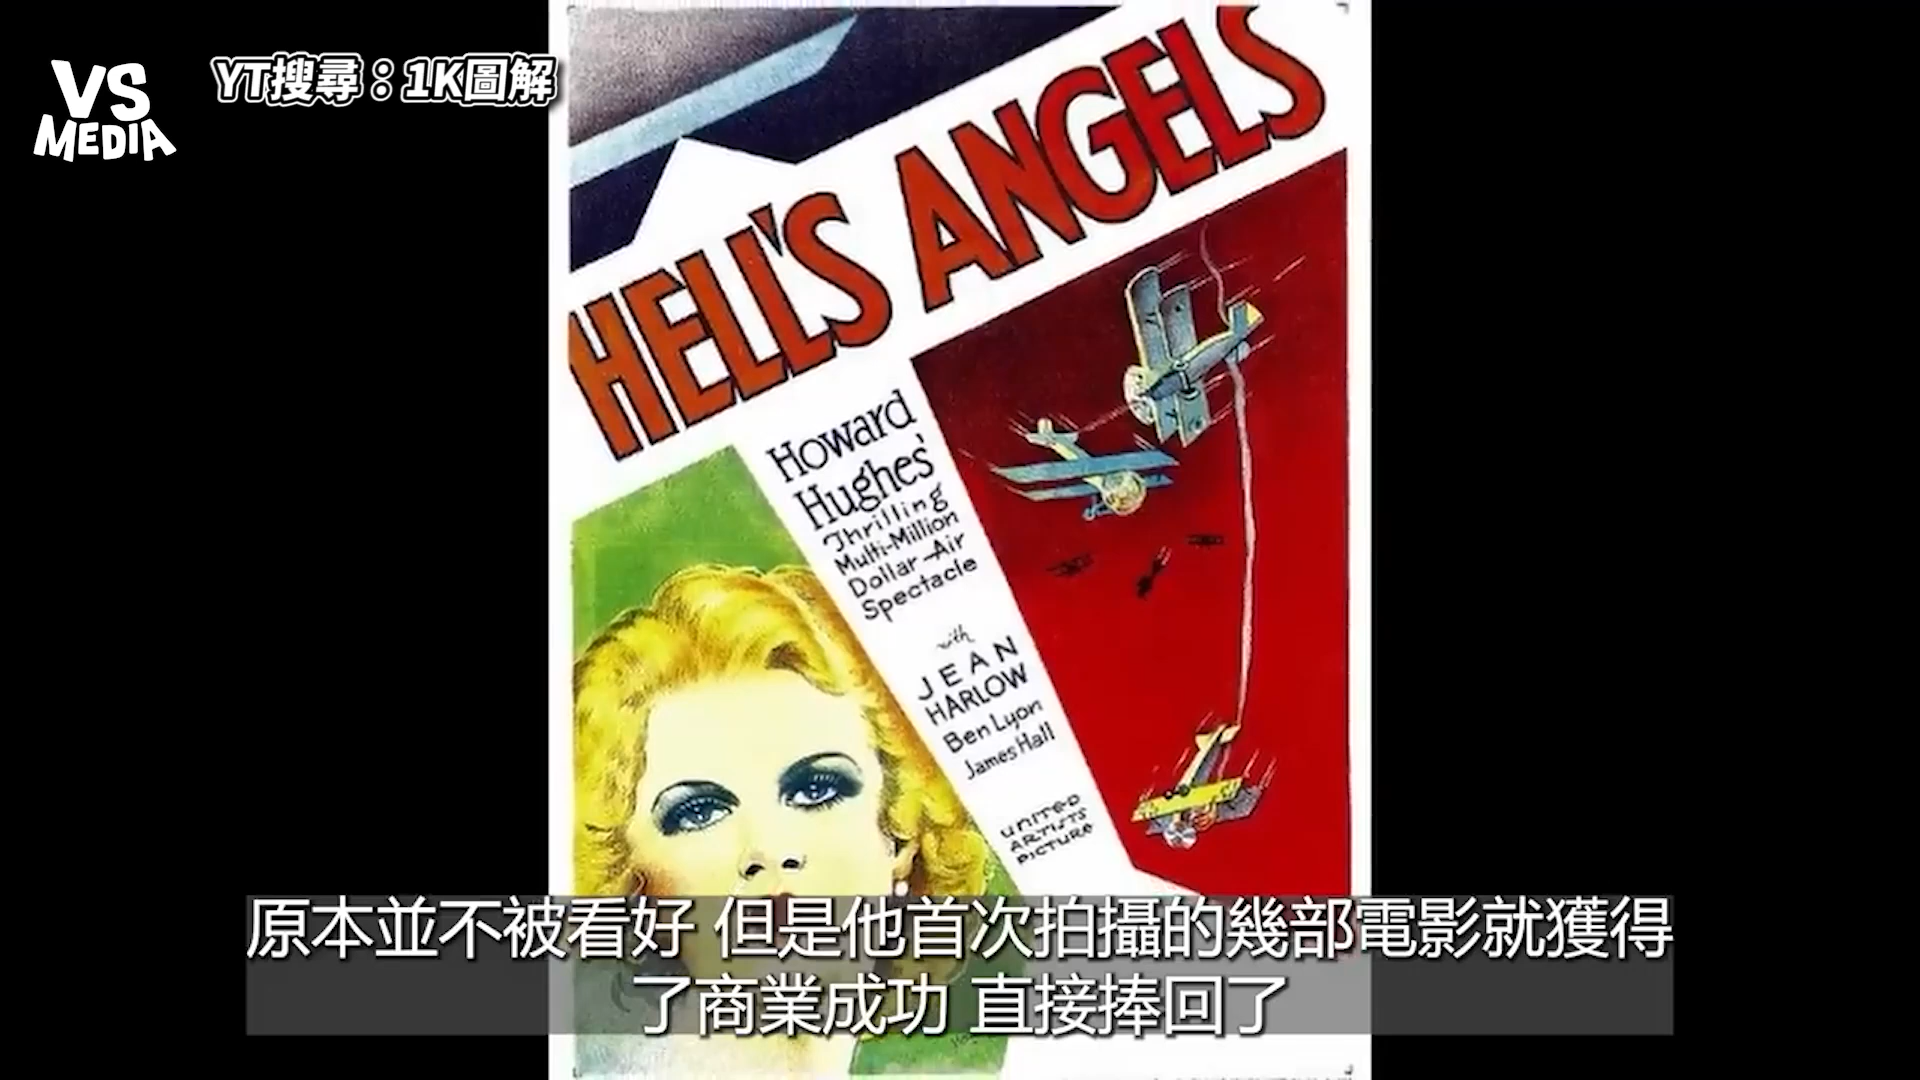 VS
MEDIA
YT搜尋：1K圖解
HELL'S ANGELS
Howard
Hughes'
Thrilling
Multi-Million
Dollar Air
Spectacle
with
JEAN
HARLOW
Ben Lyon
James Hall
UNITED
ARTISTS
PICTURE
原本並不被看好 但是他首次拍攝的幾部電影就獲得
了商業成功 直接捧回了